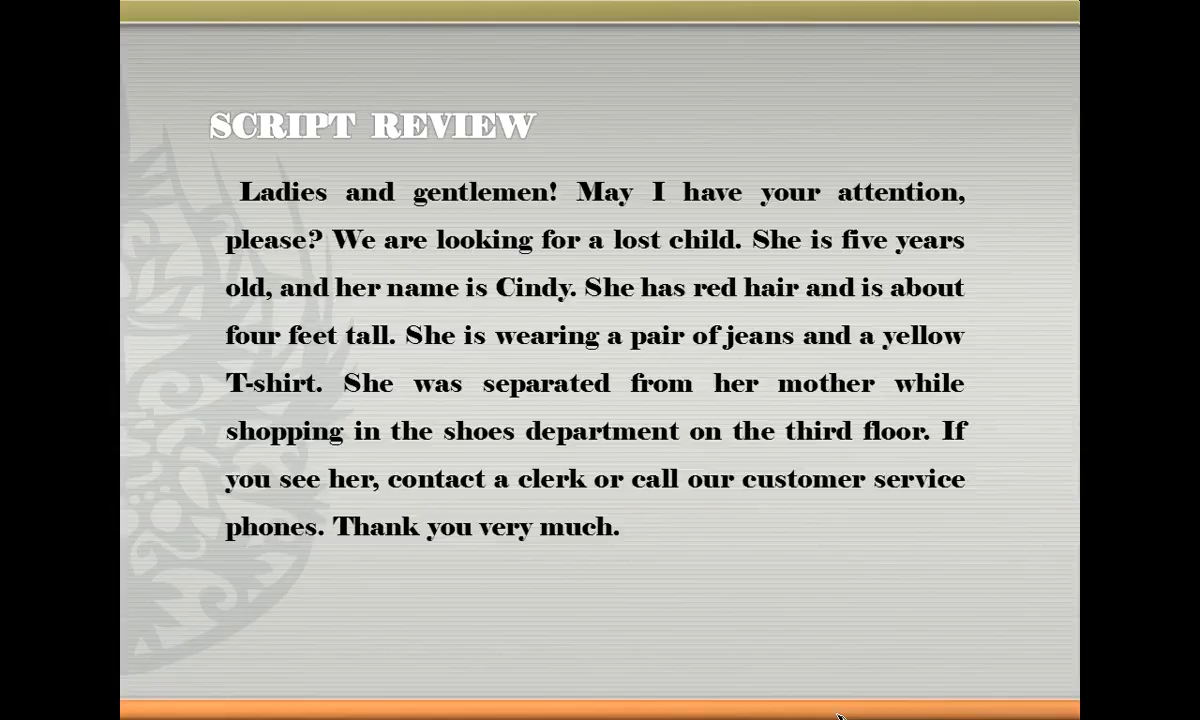 SCRIPT REVIEW
Ladies and gentlemen! May I have your attention,
please? We are looking for a lost child. She is five years
old, and her name is Cindy. She has red hair and is about
four feet tall. She is wearing a pair of jeans and a yellow
T-shirt. She was separated from her mother while
shopping in the shoes department on the third floor. If
you see her, contact a clerk or call our customer service
phones. Thank you very much.